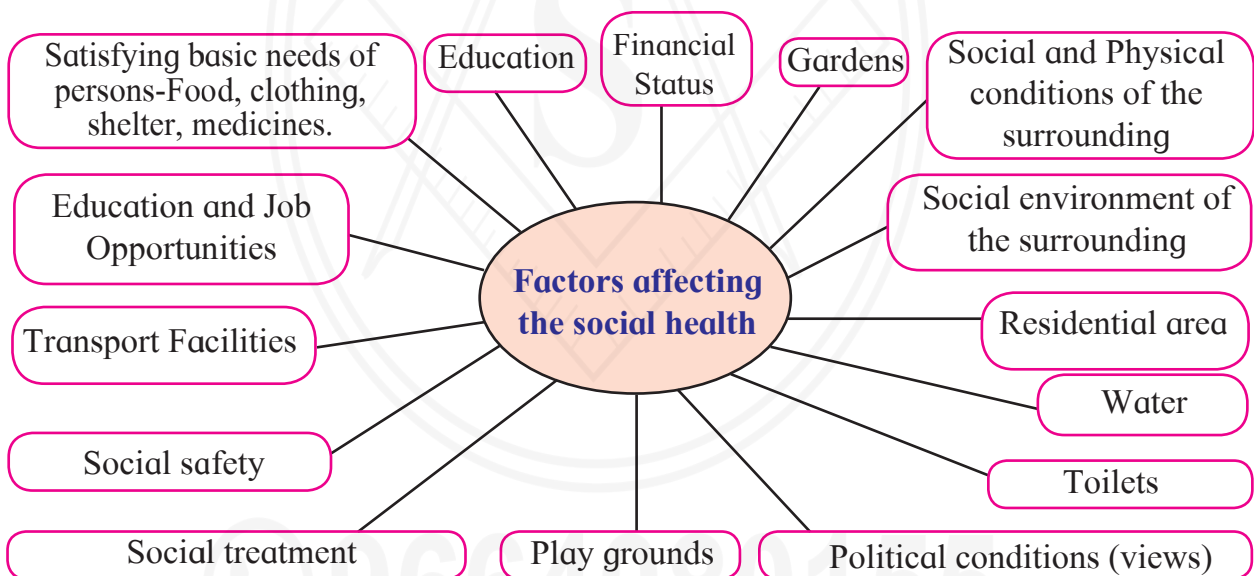 Satisfying basic needs of
persons-Food, clothing,
shelter, medicines.
Education
Financial
Status
Gardens
Social and Physical
conditions of the
surrounding
Education and Job
Opportunities
Social environment of
the surrounding
Factors affecting
the social health
Transport Facilities
Residential area
Water
Social safety
Toilets
Social treatment
Play grounds
Political conditions (views)